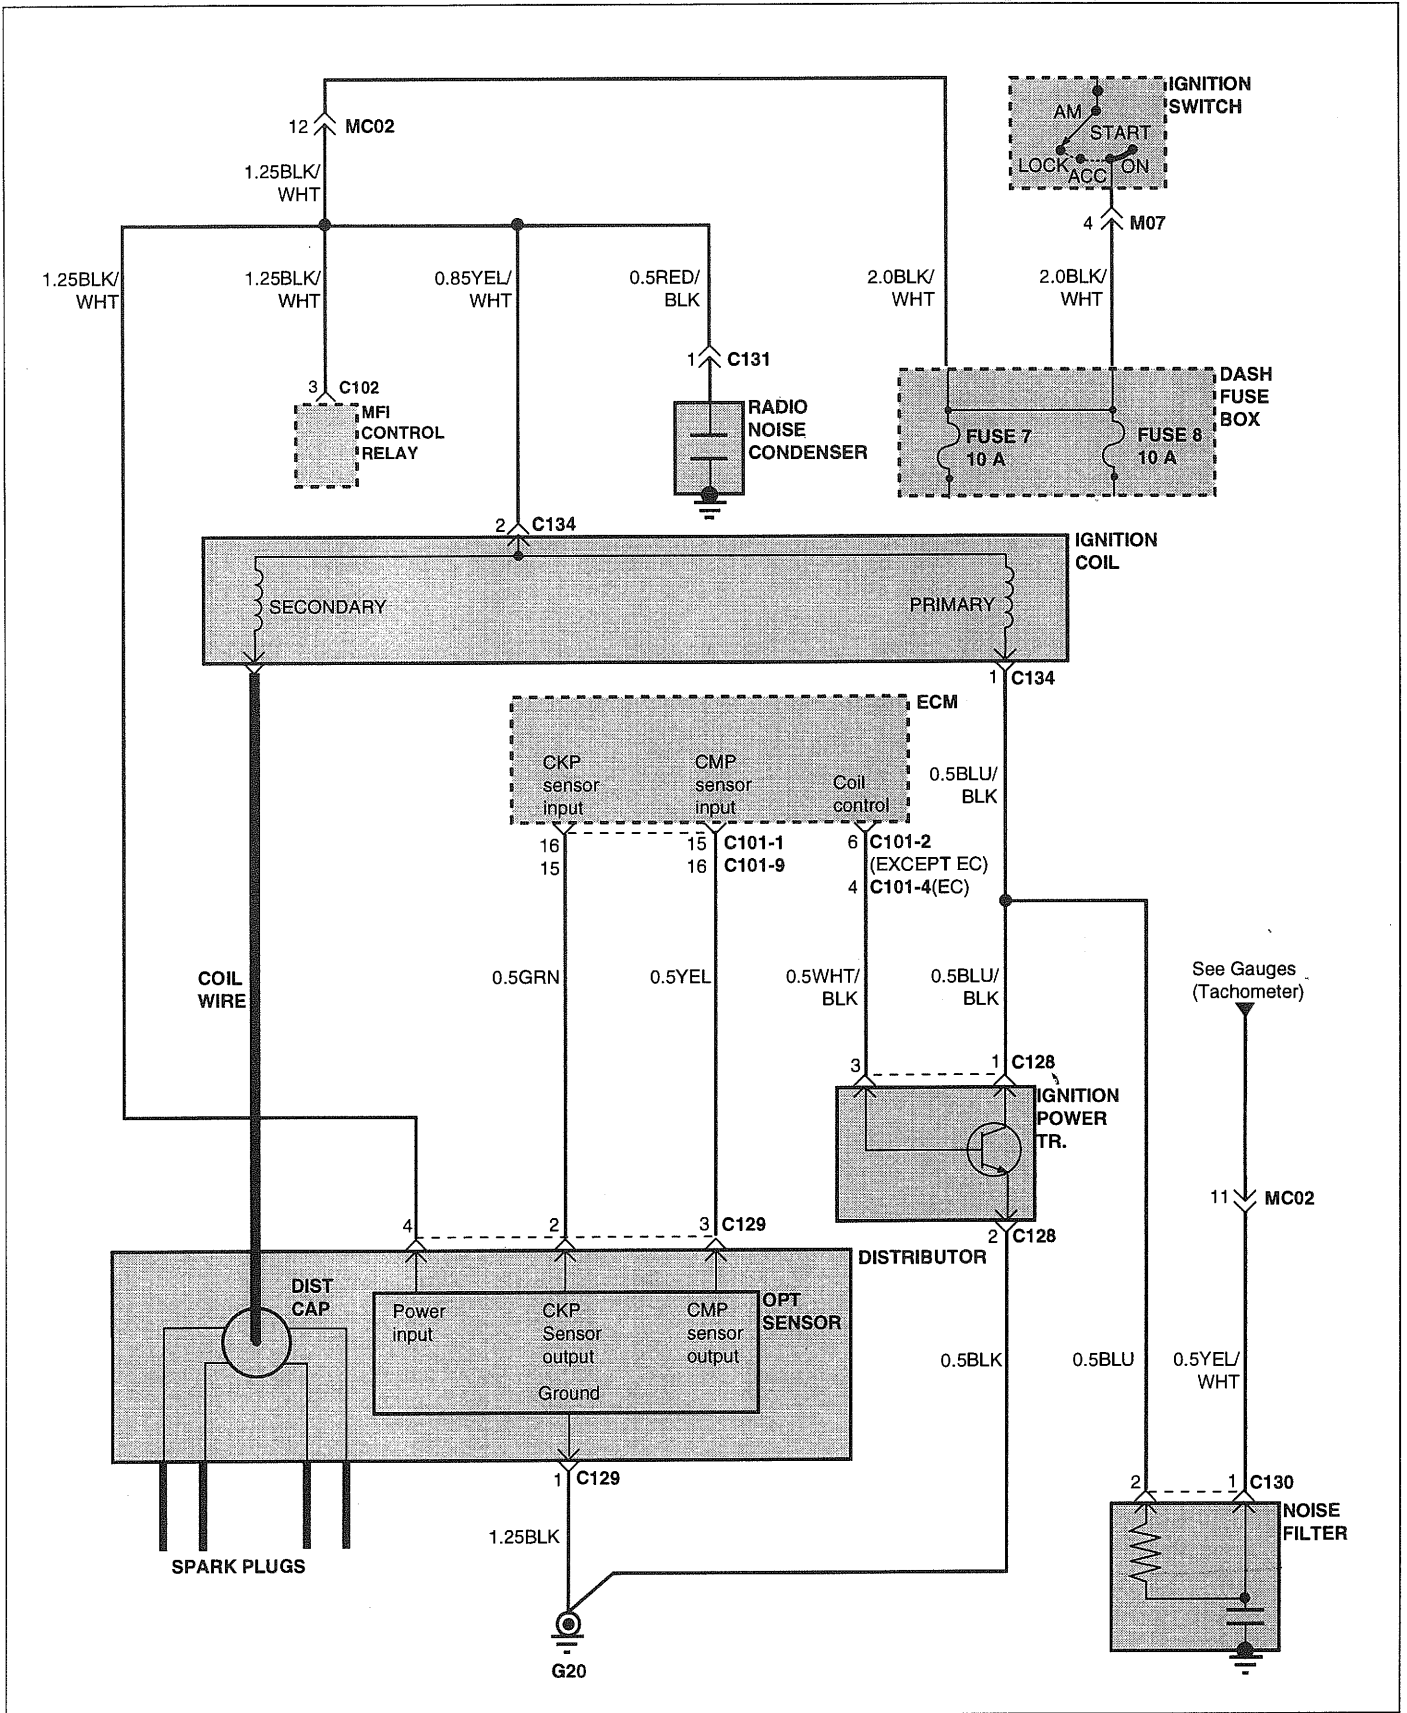 IGNITION
SWITCH
AM
START
LOCK
ACC
ON
12
MC02
1.25BLK/
WHT
4
M07
1.25BLK/
WHT
1.25BLK/
WHT
0.85YEL/
WHT
0.5RED/
BLK
2.0BLK/
WHT
2.0BLK/
WHT
1
C131
3
C102
MFI
CONTROL
RELAY
RADIO
NOISE
CONDENSER
DASH
FUSE
BOX
FUSE 7
10 A
FUSE 8
10 A
2
C134
IGNITION
COIL
SECONDARY
PRIMARY
1
C134
ECM
CKP
sensor
input
CMP
sensor
input
Coil
control
0.5BLU/
BLK
16
15
15
C101-1
16
C101-9
6
C101-2
(EXCEPT EC)
4
C101-4(EC)
COIL
WIRE
0.5GRN
0.5YEL
0.5WHT/
BLK
0.5BLU/
BLK
See Gauges
(Tachometer)
3
1
C128
IGNITION
POWER
TR.
11
MC02
4
2
3
C129
2
C128
DISTRIBUTOR
DIST
CAP
OPT
SENSOR
Power
input
CKP
Sensor
output
CMP
sensor
output
Ground
0.5BLK
0.5BLU
0.5YEL/
WHT
1
C129
2
1
C130
NOISE
FILTER
1.25BLK
SPARK PLUGS
G20